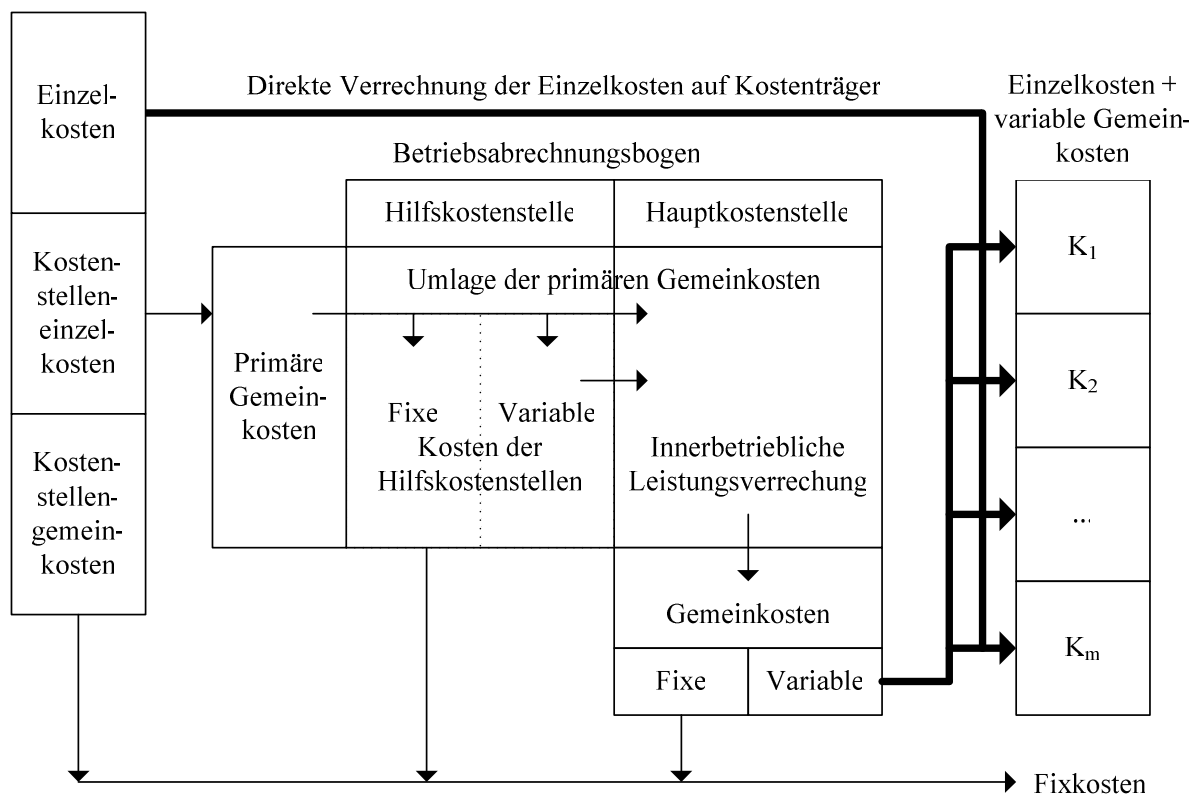 Einzel-
kosten
Direkte Verrechnung der Einzelkosten auf Kostenträger
Einzelkosten +
variable Gemein-
kosten
Betriebsabrechnungsbogen
Hilfskostenstelle
Hauptkostenstelle
Kosten-
stellen-
einzel-
kosten
Umlage der primären Gemeinkosten
Primäre
Gemein-
kosten
Fixe
Variable
Kosten der
Hilfskostenstellen
Innerbetriebliche
Leistungsverrechung
Kosten-
stellen-
gemein-
kosten
Gemeinkosten
Fixe
Variable
K1
K2
...
Km
Fixkosten